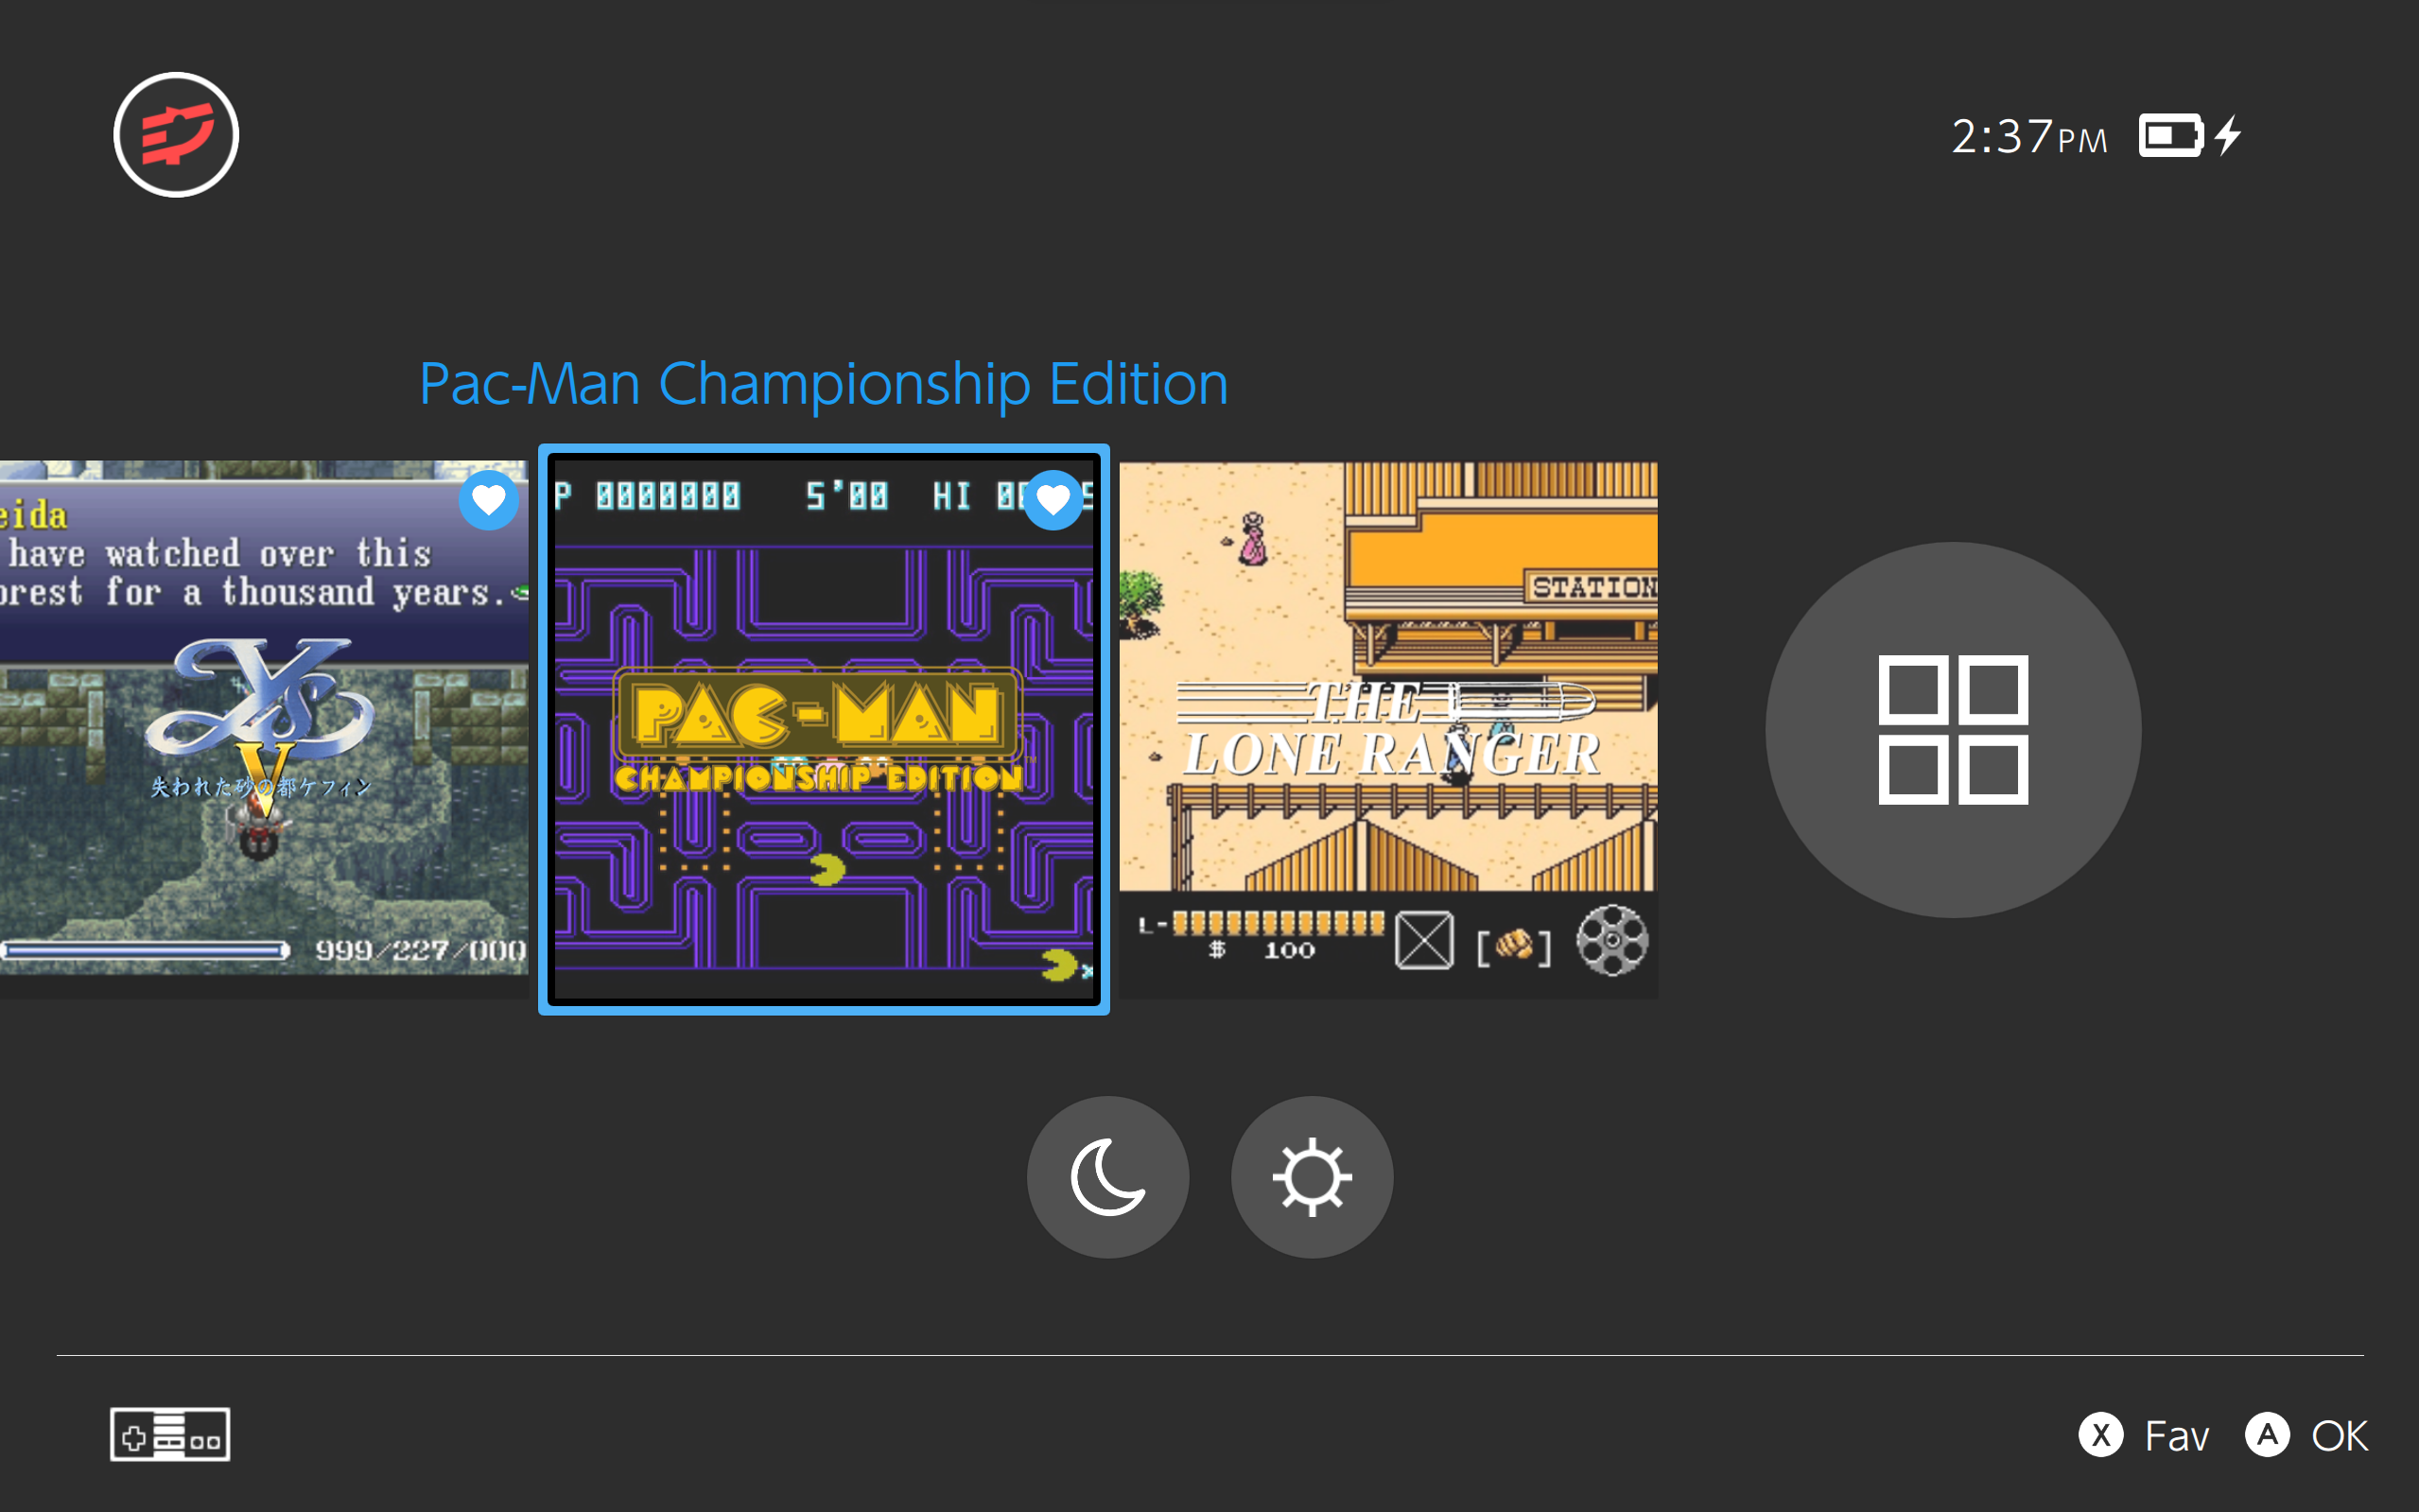 2:37PM
Pac-Man Championship Edition
eida
have watched over this
orest for a thousand years.
YS
V
失われた砂の都ケフィン
999/227/000
P 0000000 5'00 HI
PAC-MAN
CHAMPIONSHIP EDITION™
STATION
THE
LONE RANGER
L-
$ 100
[ ]
X Fav A OK